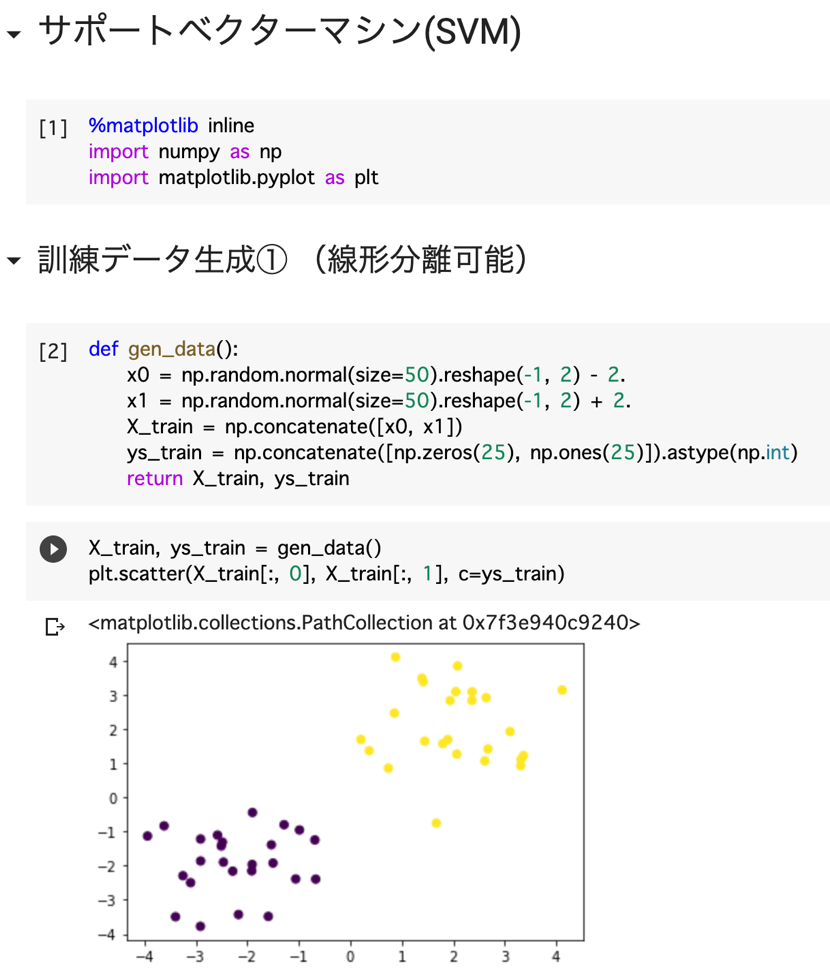 サポートベクターマシン(SVM)
[1] %matplotlib inline
import numpy as np
import matplotlib.pyplot as plt
訓練データ生成① （線形分離可能）
[2] def gen_data():
x0 = np.random.normal(size=50).reshape(-1, 2) - 2.
x1 = np.random.normal(size=50).reshape(-1, 2) + 2.
X_train = np.concatenate([x0, x1])
ys_train = np.concatenate([np.zeros(25), np.ones(25)]).astype(np.int)
return X_train, ys_train
X_train, ys_train = gen_data()
plt.scatter(X_train[:, 0], X_train[:, 1], c=ys_train)
<matplotlib.collections.PathCollection at 0x7f3e940c9240>
4
3
2
1
0
−1
−2
−3
−4
−4 −3 −2 −1 0 1 2 3 4